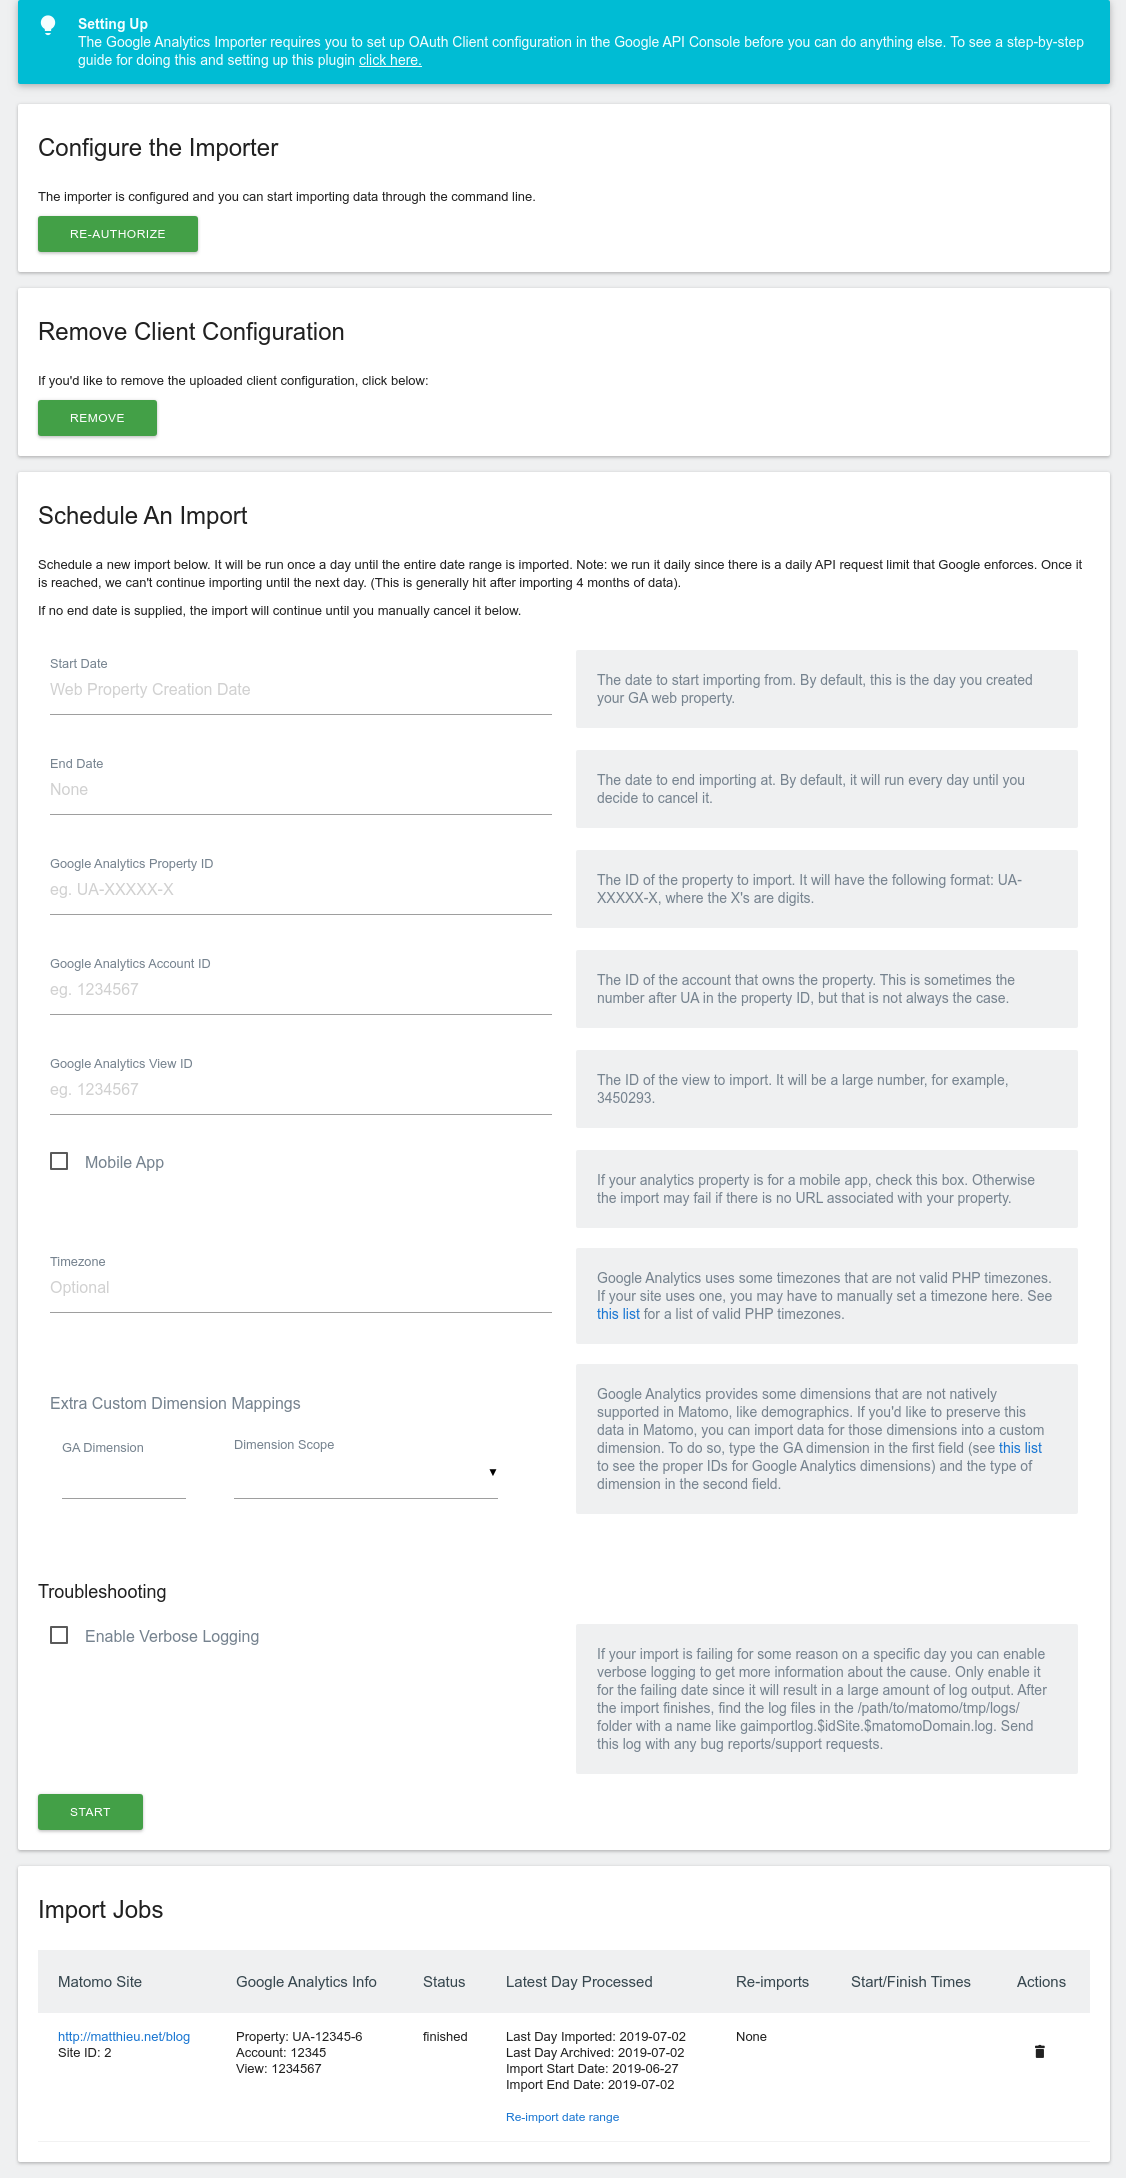 Setting Up
The Google Analytics Importer requires you to set up OAuth Client configuration in the Google API Console before you can do anything else. To see a step-by-step
guide for doing this and setting up this plugin click here.
Configure the Importer
The importer is configured and you can start importing data through the command line.
RE-AUTHORIZE
Remove Client Configuration
If you'd like to remove the uploaded client configuration, click below:
REMOVE
Schedule An Import
Schedule a new import below. It will be run once a day until the entire date range is imported. Note: we run it daily since there is a daily API request limit that Google enforces. Once it
is reached, we can't continue importing until the next day. (This is generally hit after importing 4 months of data).
If no end date is supplied, the import will continue until you manually cancel it below.
Start Date
Web Property Creation Date
The date to start importing from. By default, this is the day you created
your GA web property.
End Date
None
The date to end importing at. By default, it will run every day until you
decide to cancel it.
Google Analytics Property ID
eg. UA-XXXXX-X
The ID of the property to import. It will have the following format: UA-
XXXXX-X, where the X's are digits.
Google Analytics Account ID
eg. 1234567
The ID of the account that owns the property. This is sometimes the
number after UA in the property ID, but that is not always the case.
Google Analytics View ID
eg. 1234567
The ID of the view to import. It will be a large number, for example,
3450293.
Mobile App
If your analytics property is for a mobile app, check this box. Otherwise
the import may fail if there is no URL associated with your property.
Timezone
Optional
Google Analytics uses some timezones that are not valid PHP timezones.
If your site uses one, you may have to manually set a timezone here. See
this list for a list of valid PHP timezones.
Extra Custom Dimension Mappings
GA Dimension
Dimension Scope
Google Analytics provides some dimensions that are not natively
supported in Matomo, like demographics. If you'd like to preserve this
data in Matomo, you can import data for those dimensions into a custom
dimension. To do so, type the GA dimension in the first field (see this list
to see the proper IDs for Google Analytics dimensions) and the type of
dimension in the second field.
Troubleshooting
Enable Verbose Logging
If your import is failing for some reason on a specific day you can enable
verbose logging to get more information about the cause. Only enable it
for the failing date since it will result in a large amount of log output. After
the import finishes, find the log files in the /path/to/matomo/tmp/logs/
folder with a name like gaimportlog.$idSite.$matomoDomain.log. Send
this log with any bug reports/support requests.
START
Import Jobs
Matomo Site Google Analytics Info Status Latest Day Processed Re-imports Start/Finish Times Actions
http://matthieu.net/blog Property: UA-12345-6 finished Last Day Imported: 2019-07-02 None
Site ID: 2 Account: 12345 Last Day Archived: 2019-07-02
View: 1234567 Import Start Date: 2019-06-27
Import End Date: 2019-07-02
Re-import date range